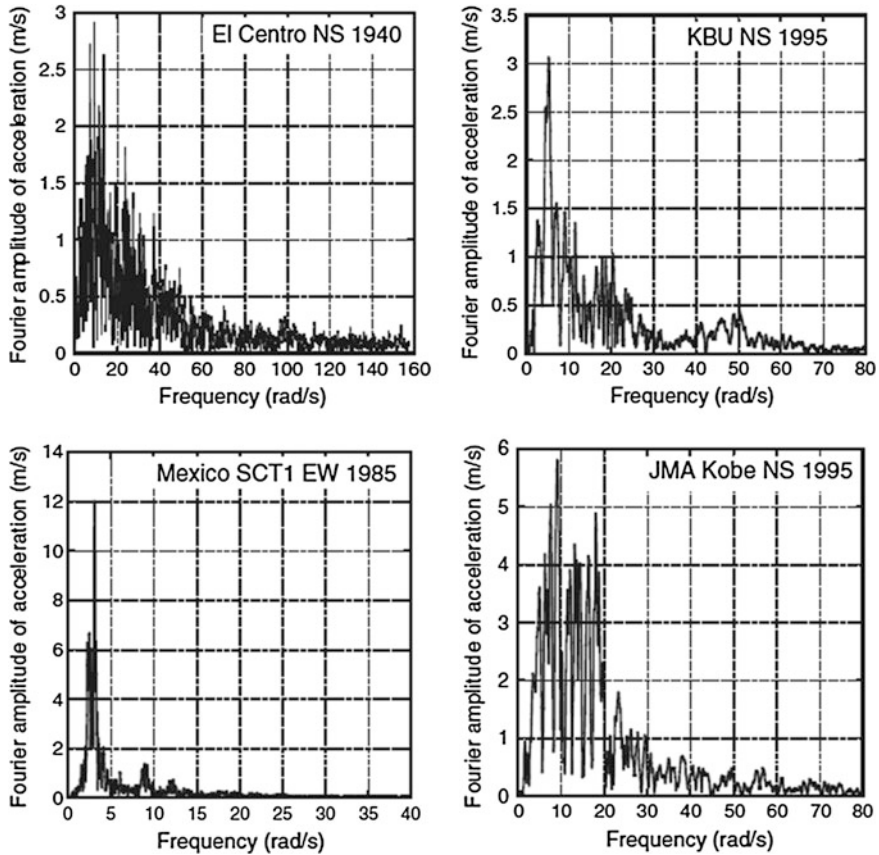 El Centro NS 1940
Fourier amplitude of acceleration (m/s)
3
2.5
2
1.5
1
0.5
0
0 20 40 60 80 100 120 140 160
Frequency (rad/s)
KBU NS 1995
Fourier amplitude of acceleration (m/s)
3.5
3
2.5
2
1.5
1
0.5
0
0 10 20 30 40 50 60 70 80
Frequency (rad/s)
Mexico SCT1 EW 1985
Fourier amplitude of acceleration (m/s)
14
12
10
8
6
4
2
0
0 5 10 15 20 25 30 35 40
Frequency (rad/s)
JMA Kobe NS 1995
Fourier amplitude of acceleration (m/s)
6
5
4
3
2
1
0
0 10 20 30 40 50 60 70 80
Frequency (rad/s)